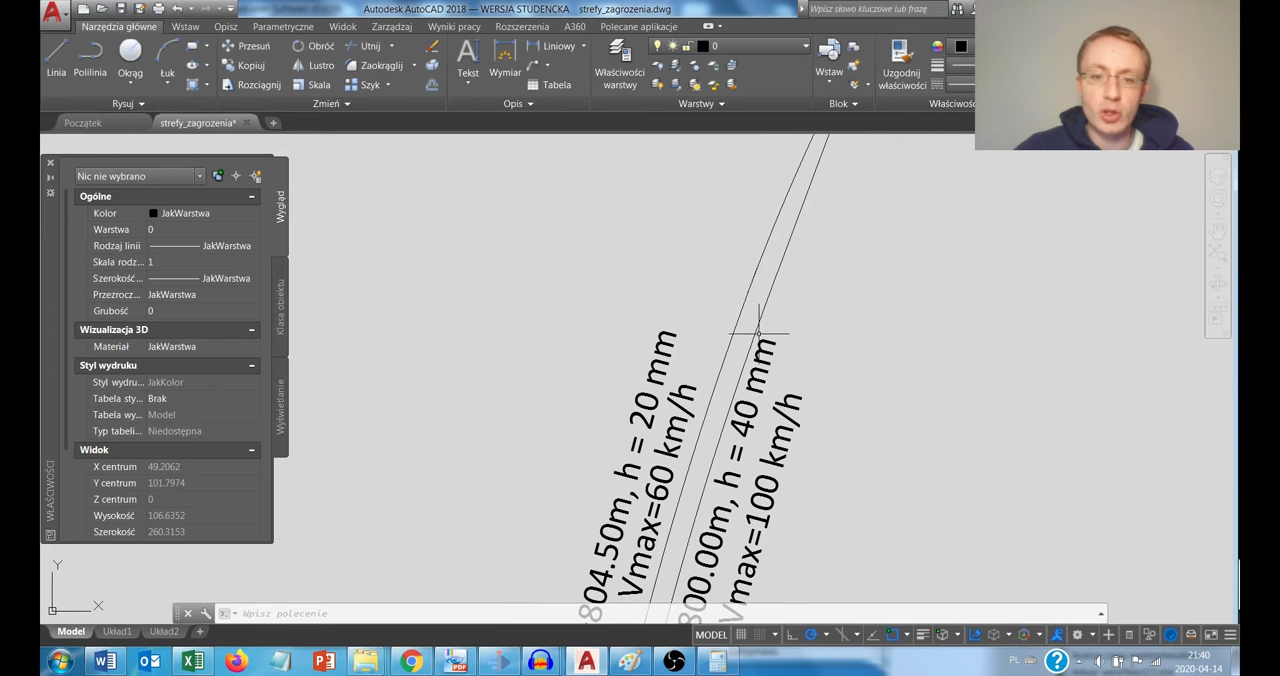 Autodesk AutoCAD 2018 — WERSJA STUDENCKA strefy_zagrozenia.dwg
Wpisz słowo kluczowe lub frazę
Narzędzia główne Wstaw Opisz Parametryczne Widok Zarządzaj Wyniki pracy Rozszerzenia A360 Polecane aplikacje
Linia Polilinia Okrąg Łuk
Przesuń Obróć Utnij
Kopiuj Lustro Zaokrąglij
Rozciągnij Skala Szyk
Tekst Wymiar
Liniowy
Tabela
Właściwości warstwy
0
Wstaw
Uzgodnij właściwości
Rysuj Zmień Opis Warstwy Blok Właściwości
Początek strefy_zagrozenia*
Nic nie wybrano
Ogólne
Kolor JakWarstwa
Warstwa 0
Rodzaj linii JakWarstwa
Skala rodz... 1
Szerokość... JakWarstwa
Przezrocz... JakWarstwa
Grubość 0
Wizualizacja 3D
Materiał JakWarstwa
Styl wydruku
Styl wydru... JakKolor
Tabela sty... Brak
Tabela wy... Model
Typ tabeli... Niedostępna
Widok
X centrum 49.2062
Y centrum 101.7974
Z centrum 0
Wysokość 106.6352
Szerokość 260.3153
Wygląd
Klasa obiektu
Wyświetlanie
WŁAŚCIWOŚCI
804.50m, h = 20 mm
Vmax=60 km/h
800.00m, h = 40 mm
Vmax=100 km/h
Y
X
Wpisz polecenie
Model Układ1 Układ2
MODEL
PL
21:40
2020-04-14